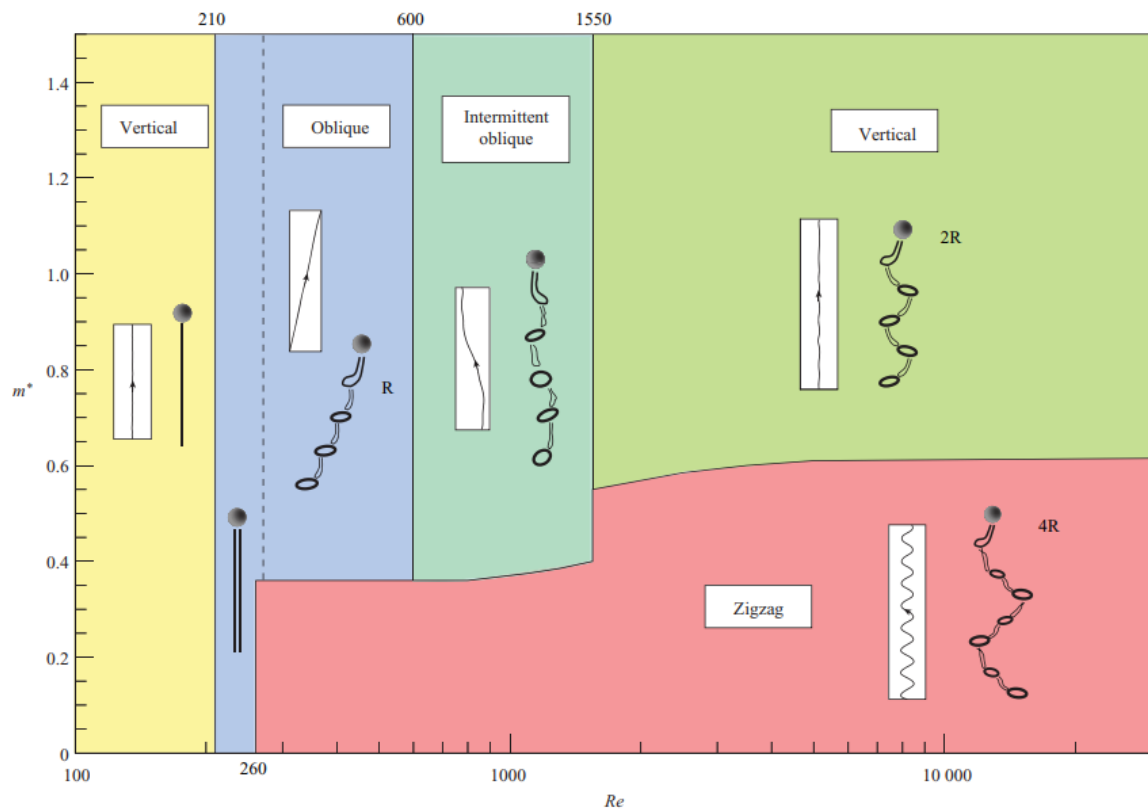 210
600
1550
1.4
Vertical
Oblique
Intermittent
oblique
Vertical
1.2
1.0
2R
0.8
m*
R
0.6
4R
0.4
Zigzag
0.2
0
100
260
1000
10 000
Re